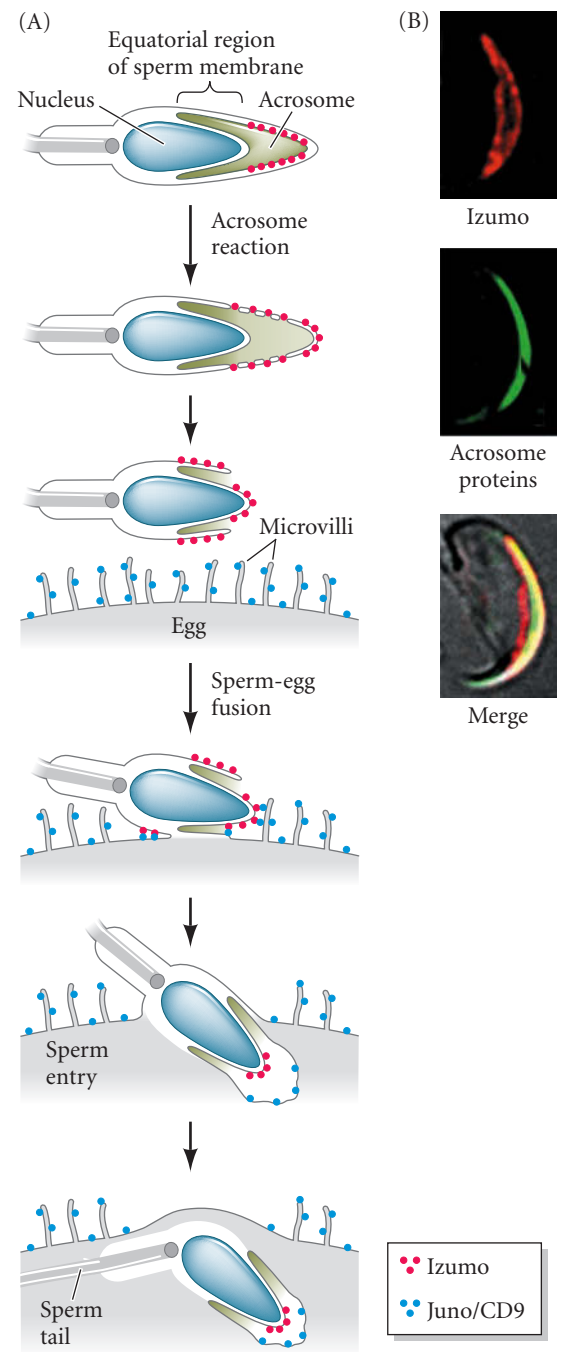 (A)
Equatorial region
of sperm membrane
Nucleus
Acrosome
Acrosome
reaction
Microvilli
Egg
Sperm-egg
fusion
Sperm
entry
Sperm
tail
(B)
Izumo
Acrosome
proteins
Merge
Izumo
Juno/CD9